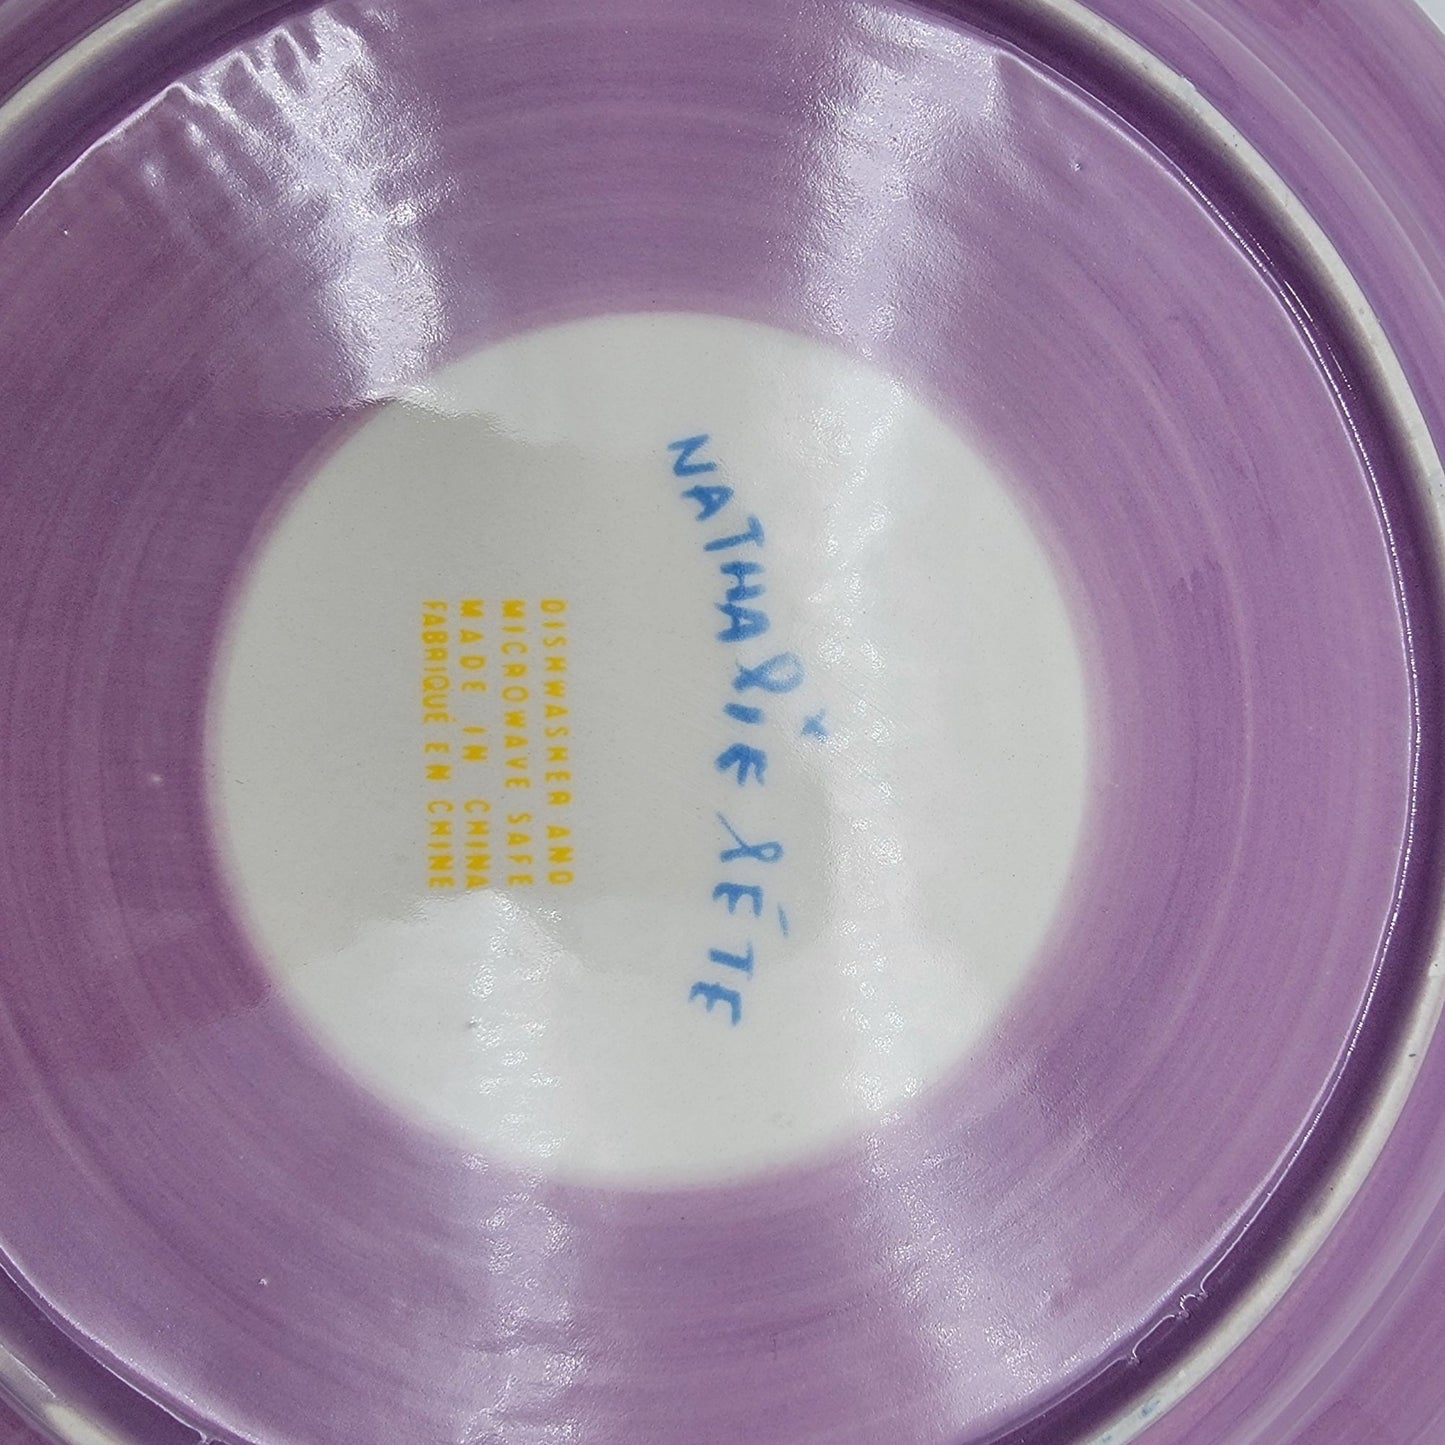 NATHALIE LÉTÉ
DISHWASHER AND
MICROWAVE SAFE
MADE IN CHINA
FABRIQUÉ EN CHINE